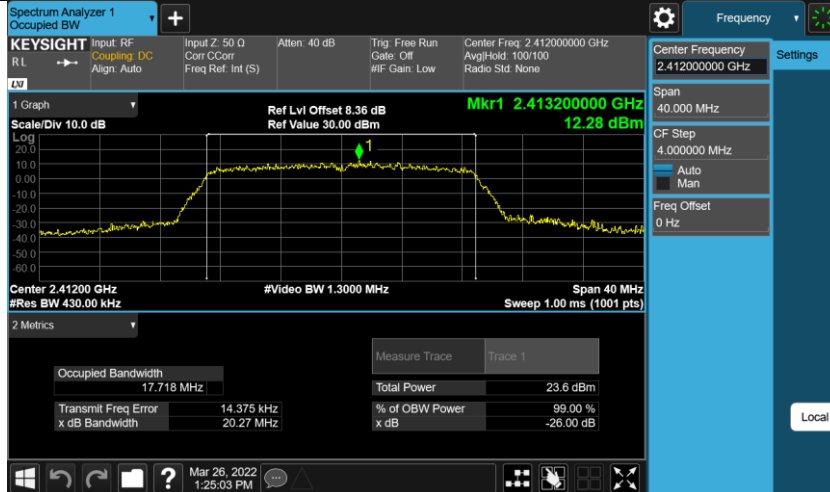 Spectrum Analyzer 1
Occupied BW
Frequency
KEYSIGHT
R L
LXI
Input: RF
Coupling: DC
Align: Auto
Input Z: 50 Ω
Corr CCorr
Freq Ref: Int (S)
Atten: 40 dB
Trig: Free Run
Gate: Off
#IF Gain: Low
Center Freq: 2.412000000 GHz
Avg|Hold: 100/100
Radio Std: None
Center Frequency
2.412000000 GHz
Settings
Span
40.000 MHz
CF Step
4.000000 MHz
Auto
Man
Freq Offset
0 Hz
1 Graph
Scale/Div 10.0 dB
Ref Lvl Offset 8.36 dB
Ref Value 30.00 dBm
Mkr1 2.413200000 GHz
12.28 dBm
Log
20.0
10.0
0.00
-10.0
-20.0
-30.0
-40.0
-50.0
-60.0
1
Center 2.41200 GHz
#Res BW 430.00 kHz
#Video BW 1.3000 MHz
Span 40 MHz
Sweep 1.00 ms (1001 pts)
2 Metrics
Measure Trace Trace 1
Occupied Bandwidth
17.718 MHz
Total Power 23.6 dBm
Transmit Freq Error 14.375 kHz
% of OBW Power 99.00 %
x dB Bandwidth 20.27 MHz
x dB -26.00 dB
Local
?
Mar 26, 2022
1:25:03 PM